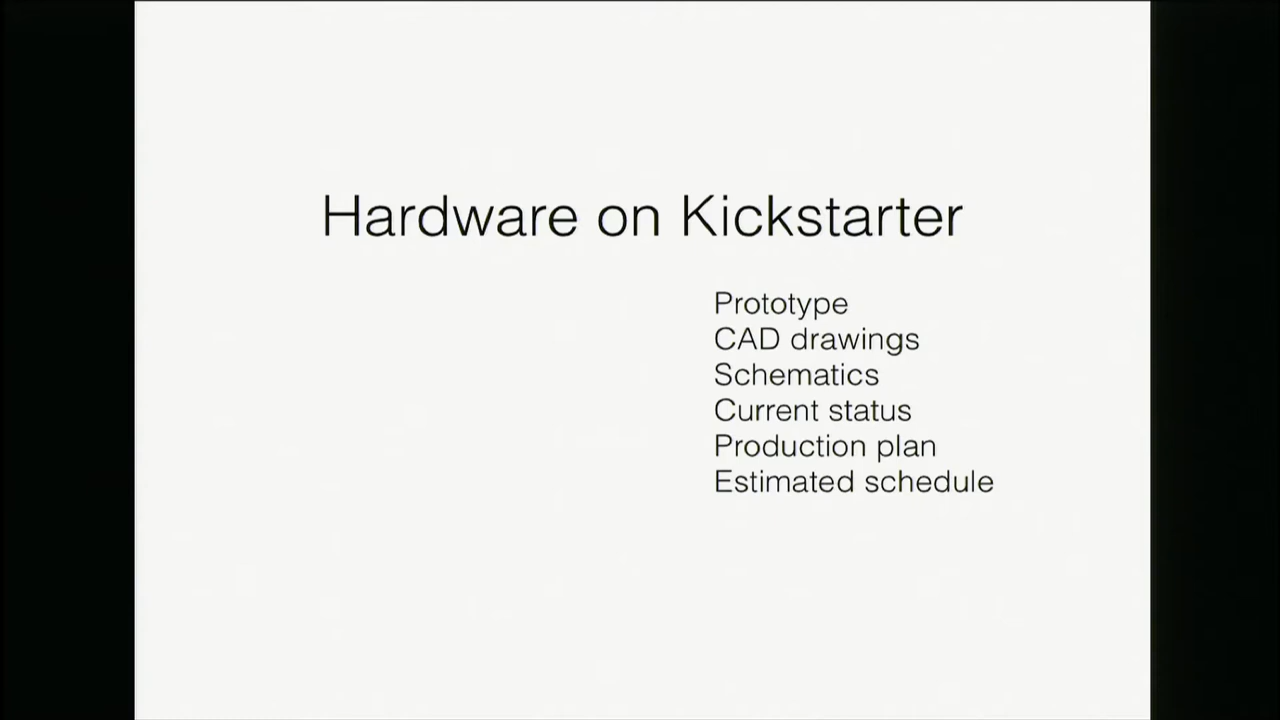 Hardware on Kickstarter
Prototype
CAD drawings
Schematics
Current status
Production plan
Estimated schedule